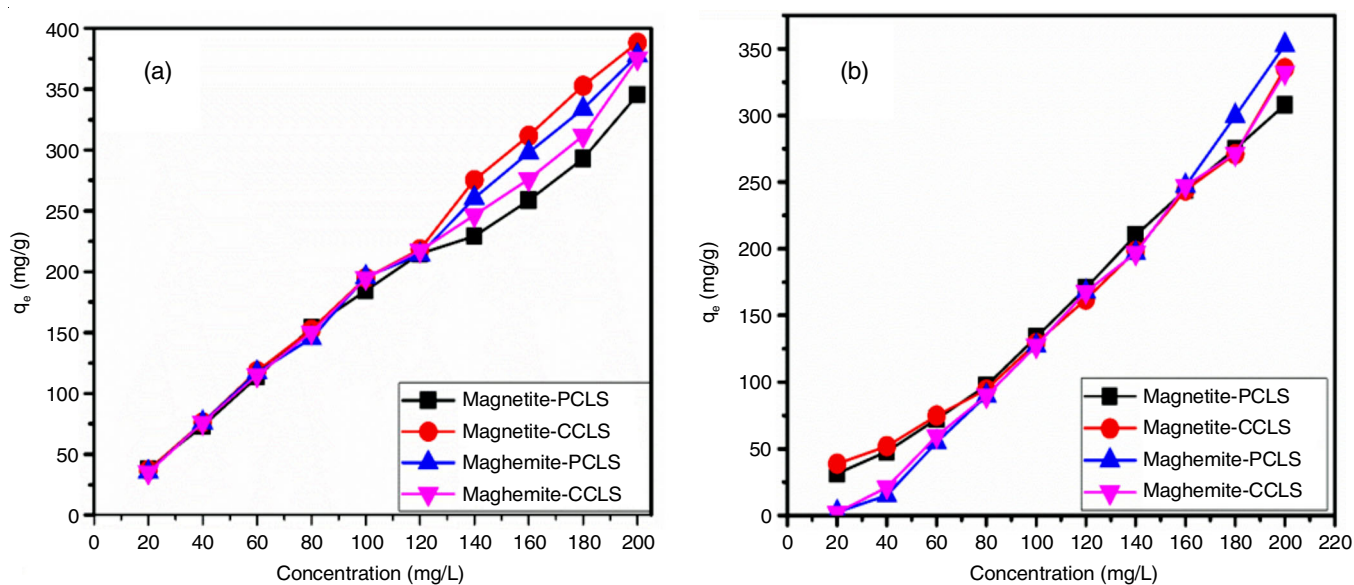 (a)
400
350
300
250
200
150
100
50
0
qe (mg/g)
0 20 40 60 80 100 120 140 160 180 200
Concentration (mg/L)
Magnetite-PCLS
Magnetite-CCLS
Maghemite-PCLS
Maghemite-CCLS
(b)
350
300
250
200
150
100
50
0
qe (mg/g)
0 20 40 60 80 100 120 140 160 180 200 220
Concentration (mg/L)
Magnetite-PCLS
Magnetite-CCLS
Maghemite-PCLS
Maghemite-CCLS